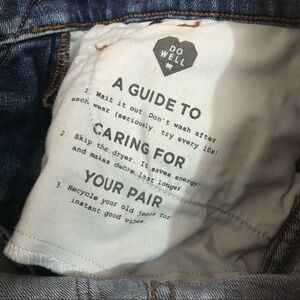 DO
WELL
A GUIDE TO
1. Wait it out. Don't wash after
each wear (seriously, try every 10x)
CARING FOR
2. Skip the dryer. It saves energy
and makes denim last longer
YOUR PAIR
3. Recycle your old jeans for
instant good vibes